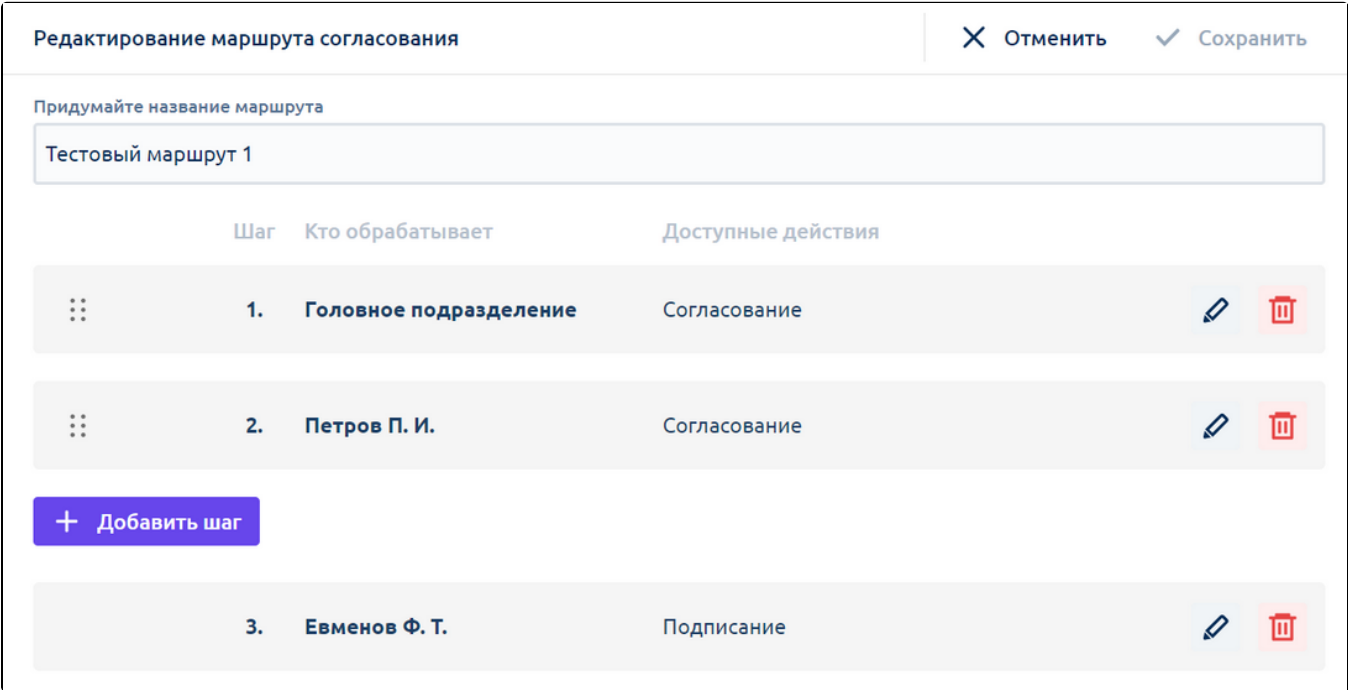 Редактирование маршрута согласования Отменить Сохранить
Придумайте название маршрута
Тестовый маршрут 1
Шаг Кто обрабатывает Доступные действия
1. Головное подразделение Согласование
2. Петров П. И. Согласование
Добавить шаг
3. Евменов Ф. Т. Подписание